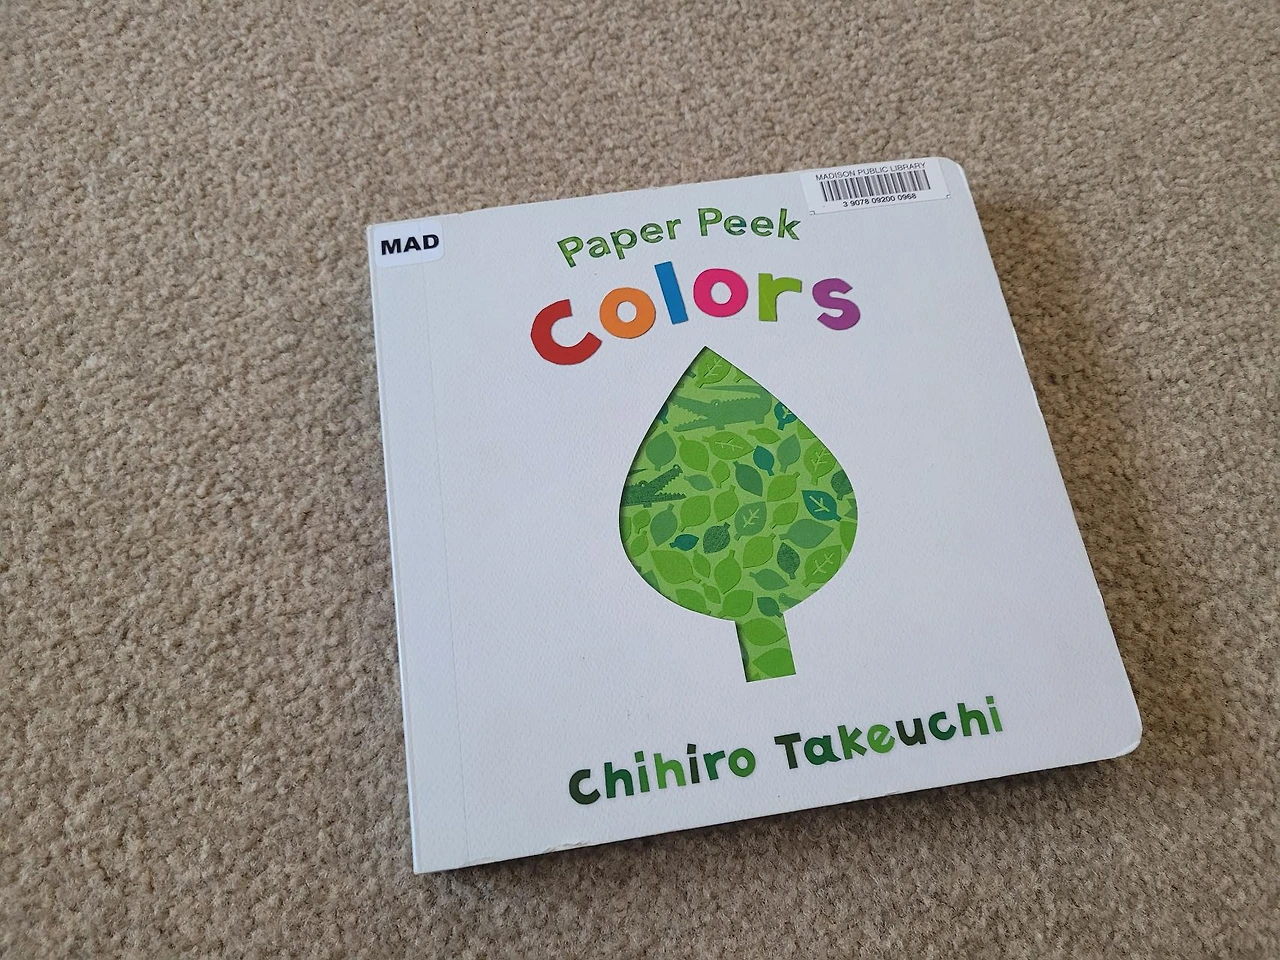 MADISON PUBLIC LIBRARY
3 9078 09200 0968
MAD
Paper Peek
Colors
Chihiro Takeuchi